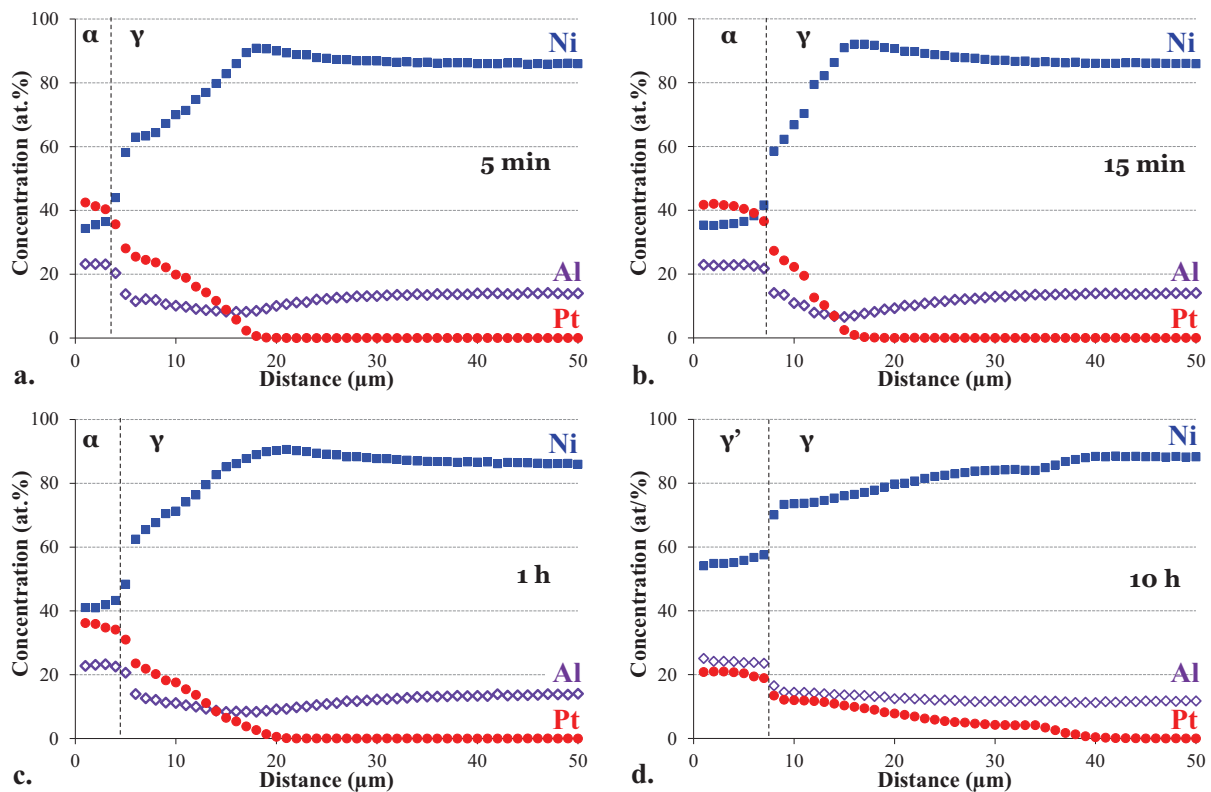 α γ Ni
Al
Pt
5 min
Concentration (at.%)
0 20 40 60 80 100
0 10 20 30 40 50
Distance (µm)
a.
α γ Ni
Al
Pt
15 min
Concentration (at.%)
0 20 40 60 80 100
0 10 20 30 40 50
Distance (µm)
b.
α γ Ni
Al
Pt
1 h
Concentration (at.%)
0 20 40 60 80 100
0 10 20 30 40 50
Distance (µm)
c.
γ’ γ Ni
Al
Pt
10 h
Concentration (at/%)
0 20 40 60 80 100
0 10 20 30 40 50
Distance (µm)
d.